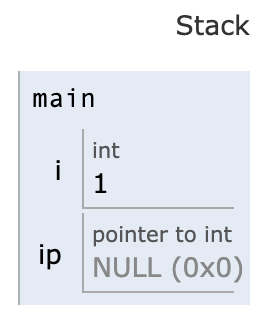 Stack
main
i
int
1
ip
pointer to int
NULL (0x0)